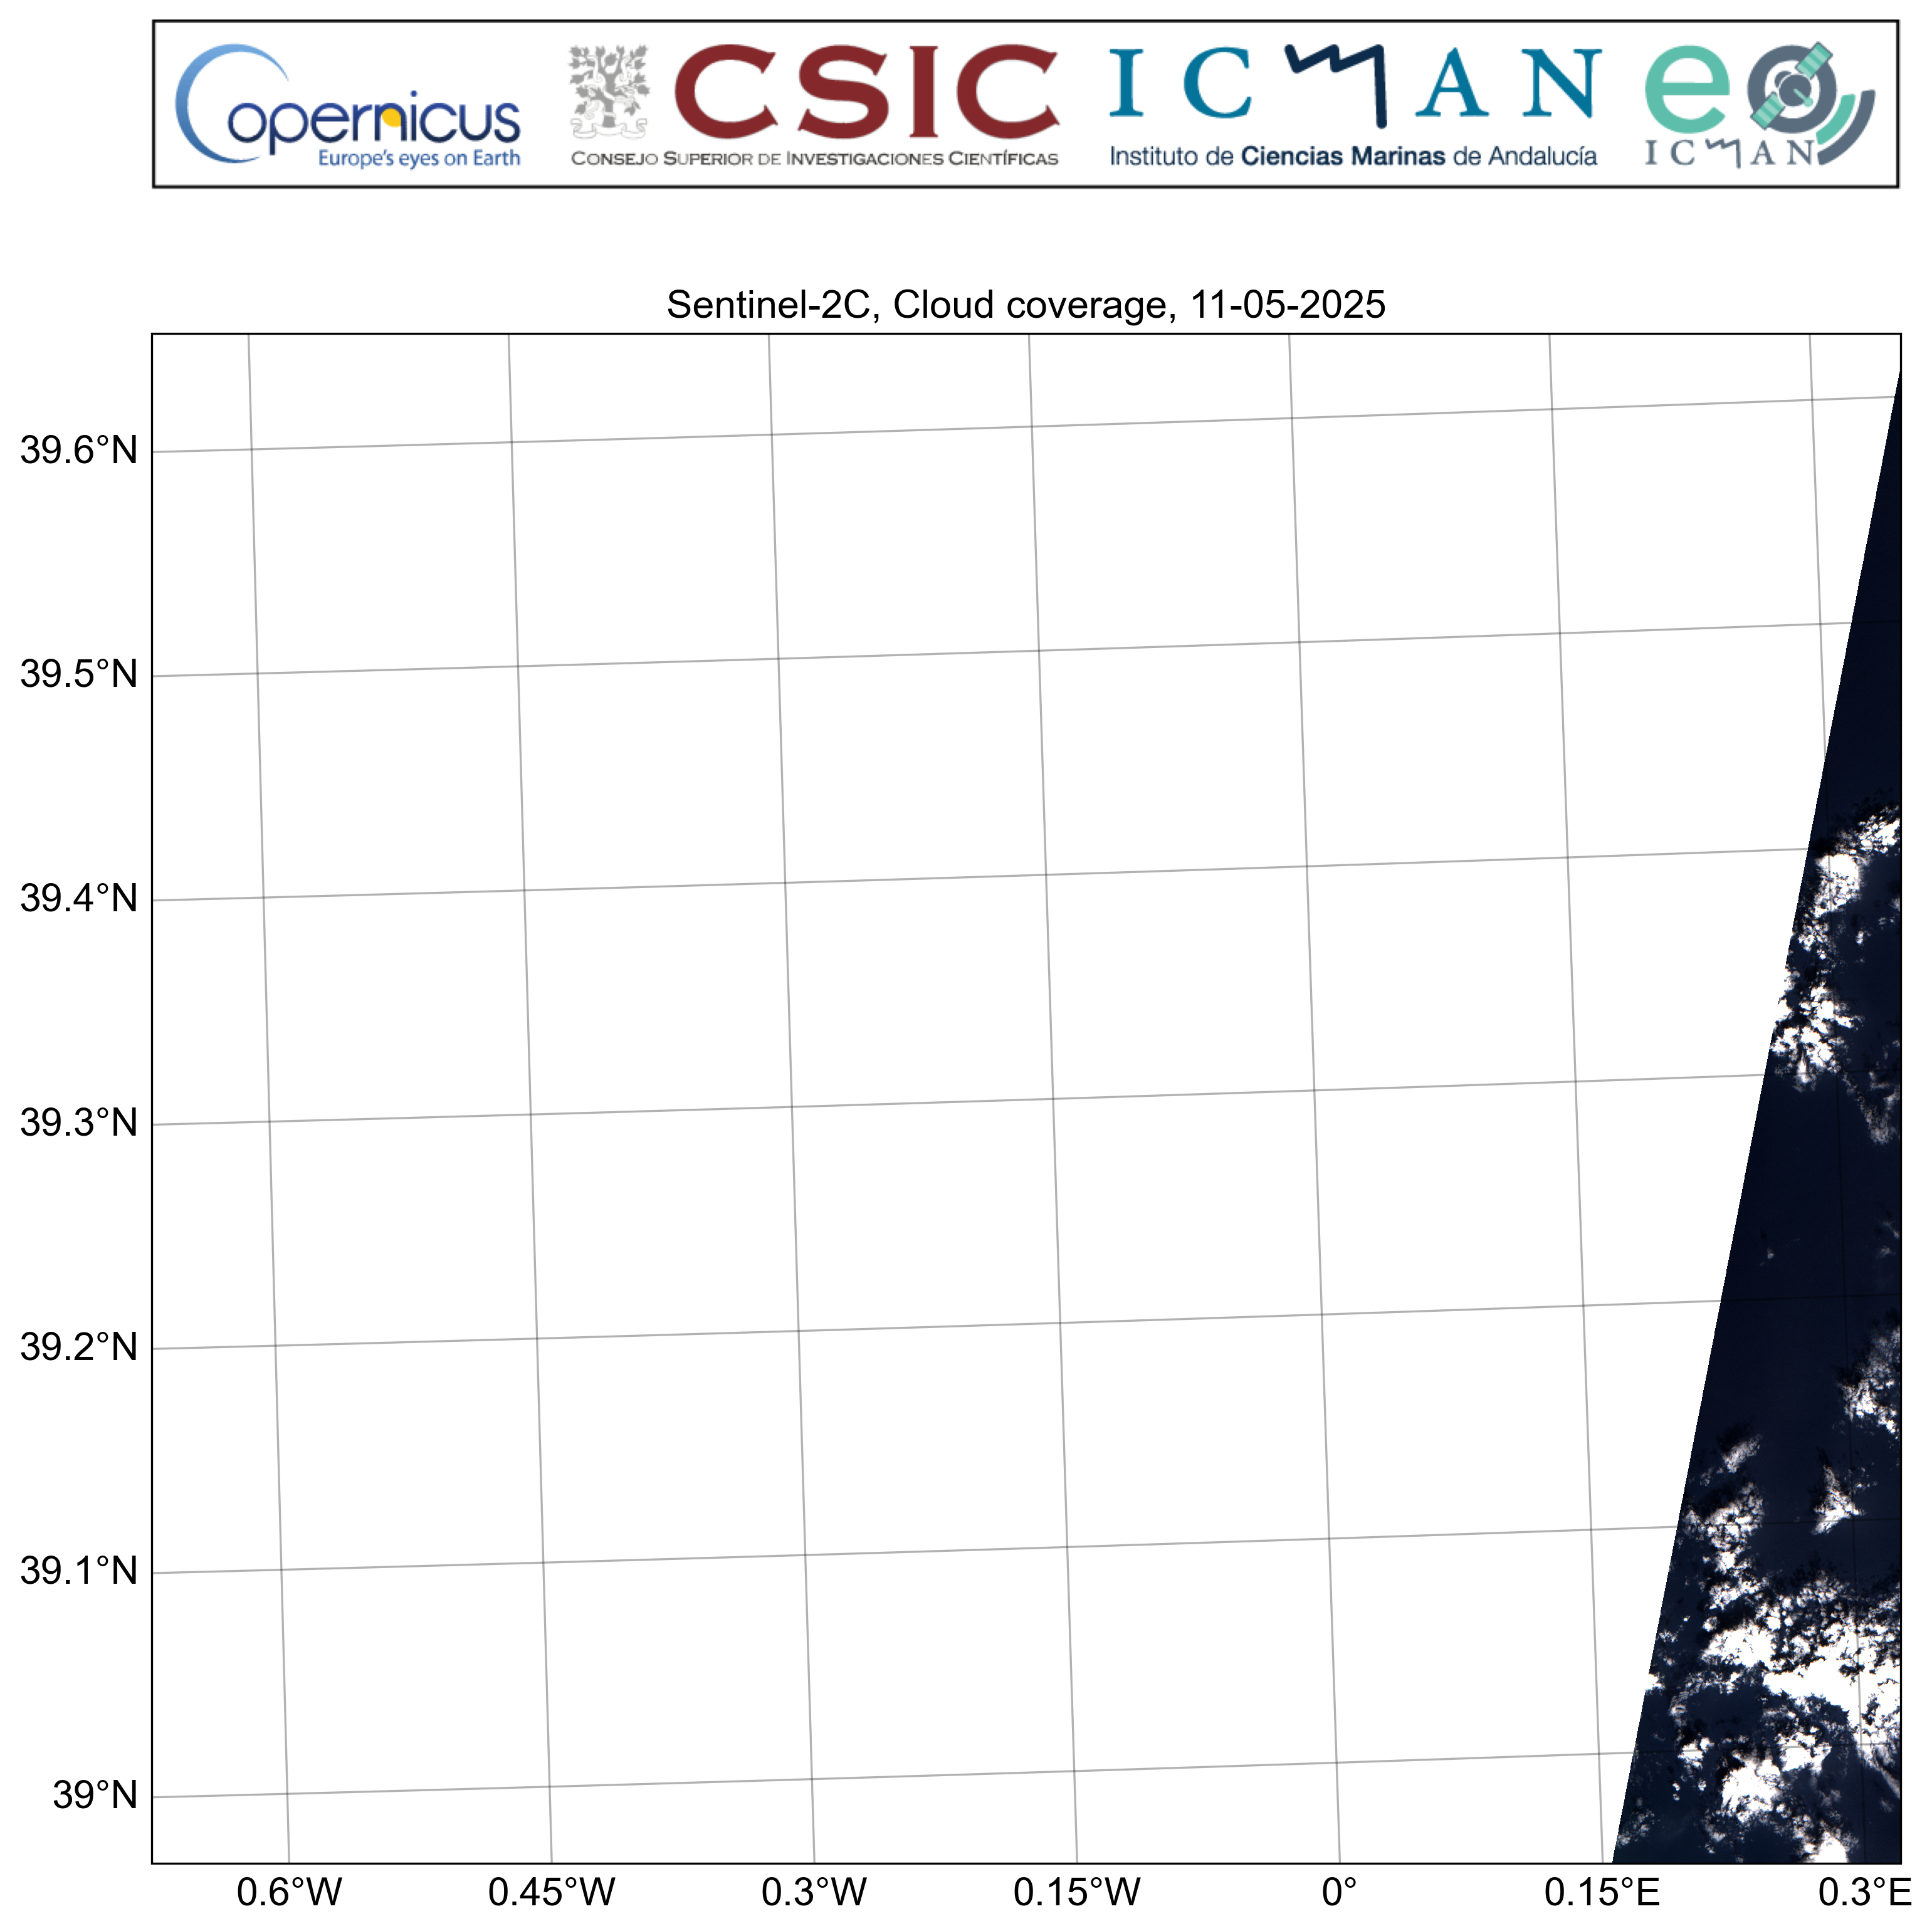 Copernicus
Europe's eyes on Earth
CSIC
CONSEJO SUPERIOR DE INVESTIGACIONES CIENTÍFICAS
ICMAN
Instituto de Ciencias Marinas de Andalucía
eo
ICMAN
Sentinel-2C, Cloud coverage, 11-05-2025
39.6°N
39.5°N
39.4°N
39.3°N
39.2°N
39.1°N
39°N
0.6°W 0.45°W 0.3°W 0.15°W 0° 0.15°E 0.3°E